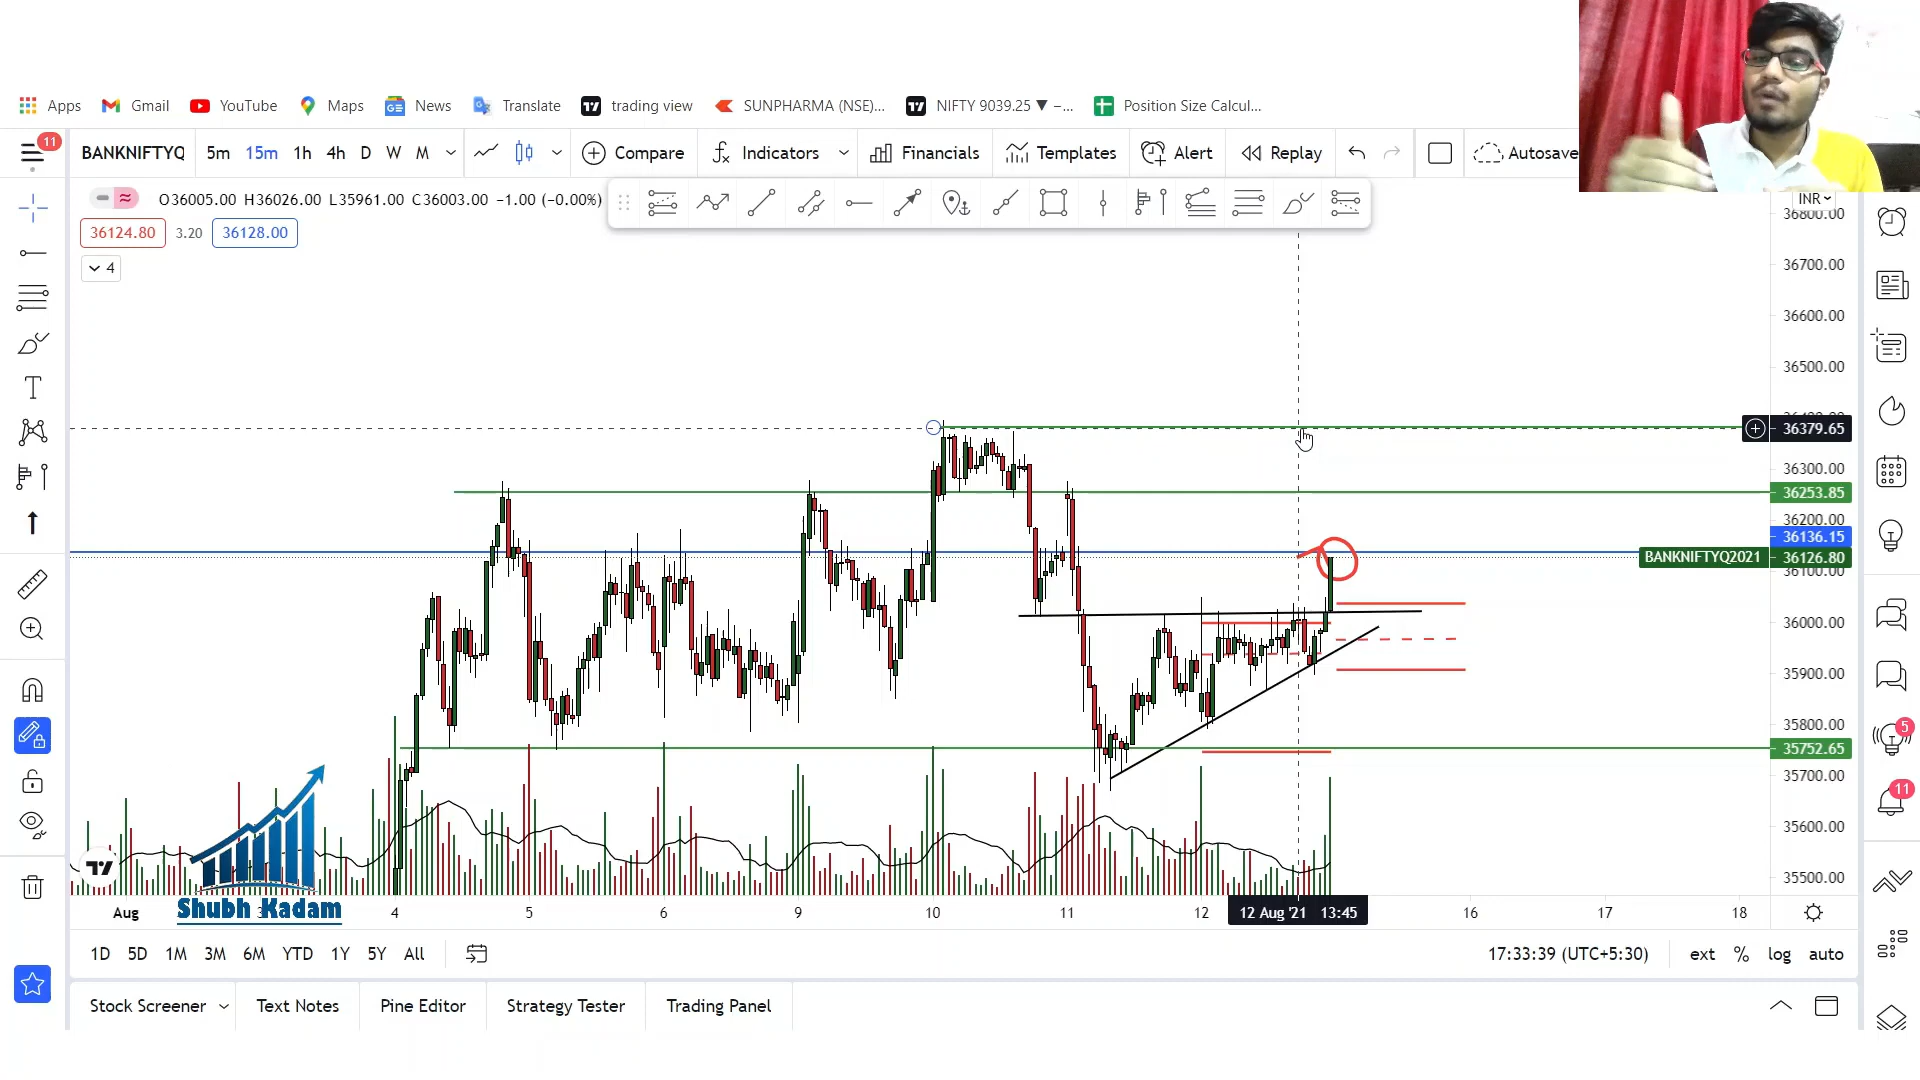 Apps Gmail YouTube Maps News Translate trading view SUNPHARMA (NSE)... NIFTY 9039.25 ▼ –... Position Size Calcul...
11 BANKNIFTYQ 5m 15m 1h 4h D W M Compare Indicators Financials Templates Alert Replay Autosave
O36005.00 H36026.00 L35961.00 C36003.00 −1.00 (−0.00%)
INR
36124.80 3.20 36128.00
4
36800.00
36700.00
36600.00
36500.00
36379.65
36300.00
36253.85
36200.00
36136.15
BANKNIFTYQ2021 36126.80
36100.00
36000.00
35900.00
35800.00
35752.65
35700.00
35600.00
35500.00
5
11
Shubh Kadam
Aug 4 5 6 9 10 11 12 12 Aug '21 13:45 16 17 18
1D 5D 1M 3M 6M YTD 1Y 5Y All 17:33:39 (UTC+5:30) ext % log auto
Stock Screener Text Notes Pine Editor Strategy Tester Trading Panel